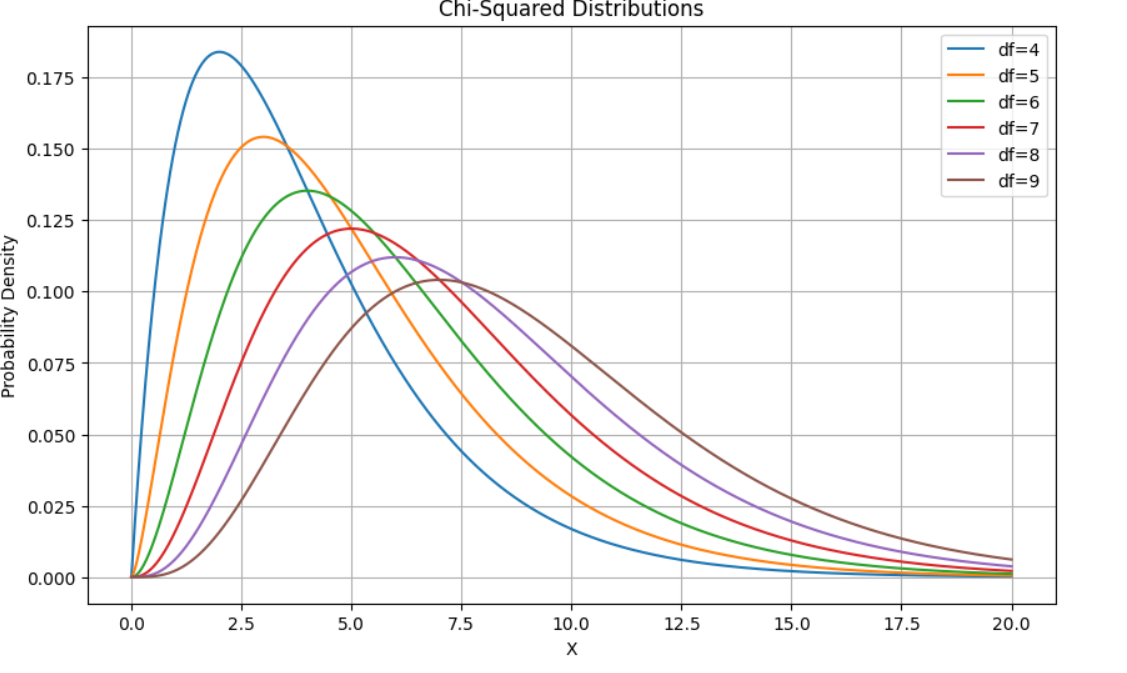 Chi-Squared Distributions
df=4
df=5
df=6
df=7
df=8
df=9
Probability Density
0.175
0.150
0.125
0.100
0.075
0.050
0.025
0.000
0.0 2.5 5.0 7.5 10.0 12.5 15.0 17.5 20.0
X